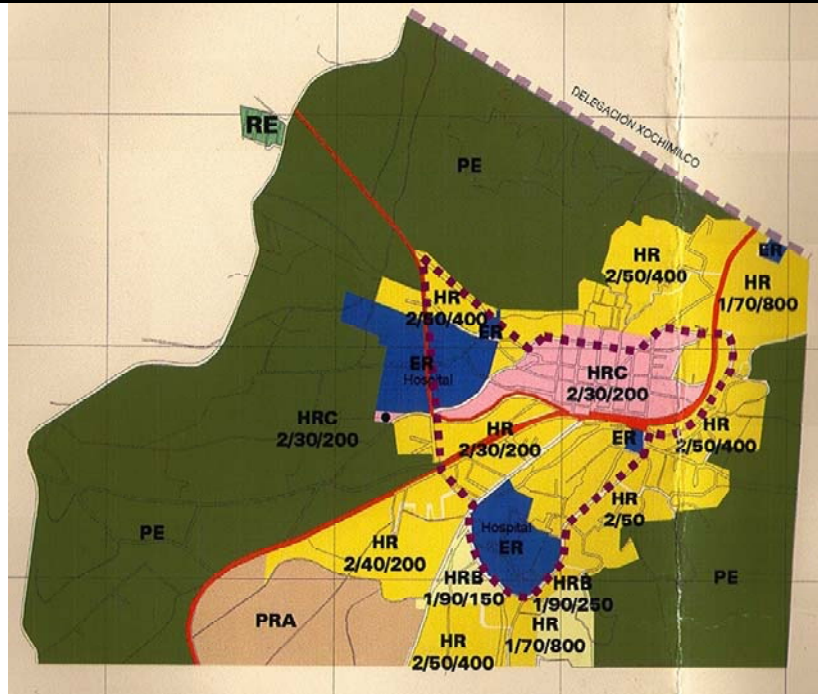 DELEGACIÓN XOCHIMILCO
RE
PE
ER
HR
2/50/400
HR
1/70/800
HR
2/50/400
ER
ER
Hospital
HRC
2/30/200
HRC
2/30/200
HR
2/30/200
ER
HR
2/50/400
HR
2/50
Hospital
ER
PE
HR
2/40/200
HRB
1/90/150
HRB
1/90/250
PE
PRA
HR
1/70/800
HR
2/50/400